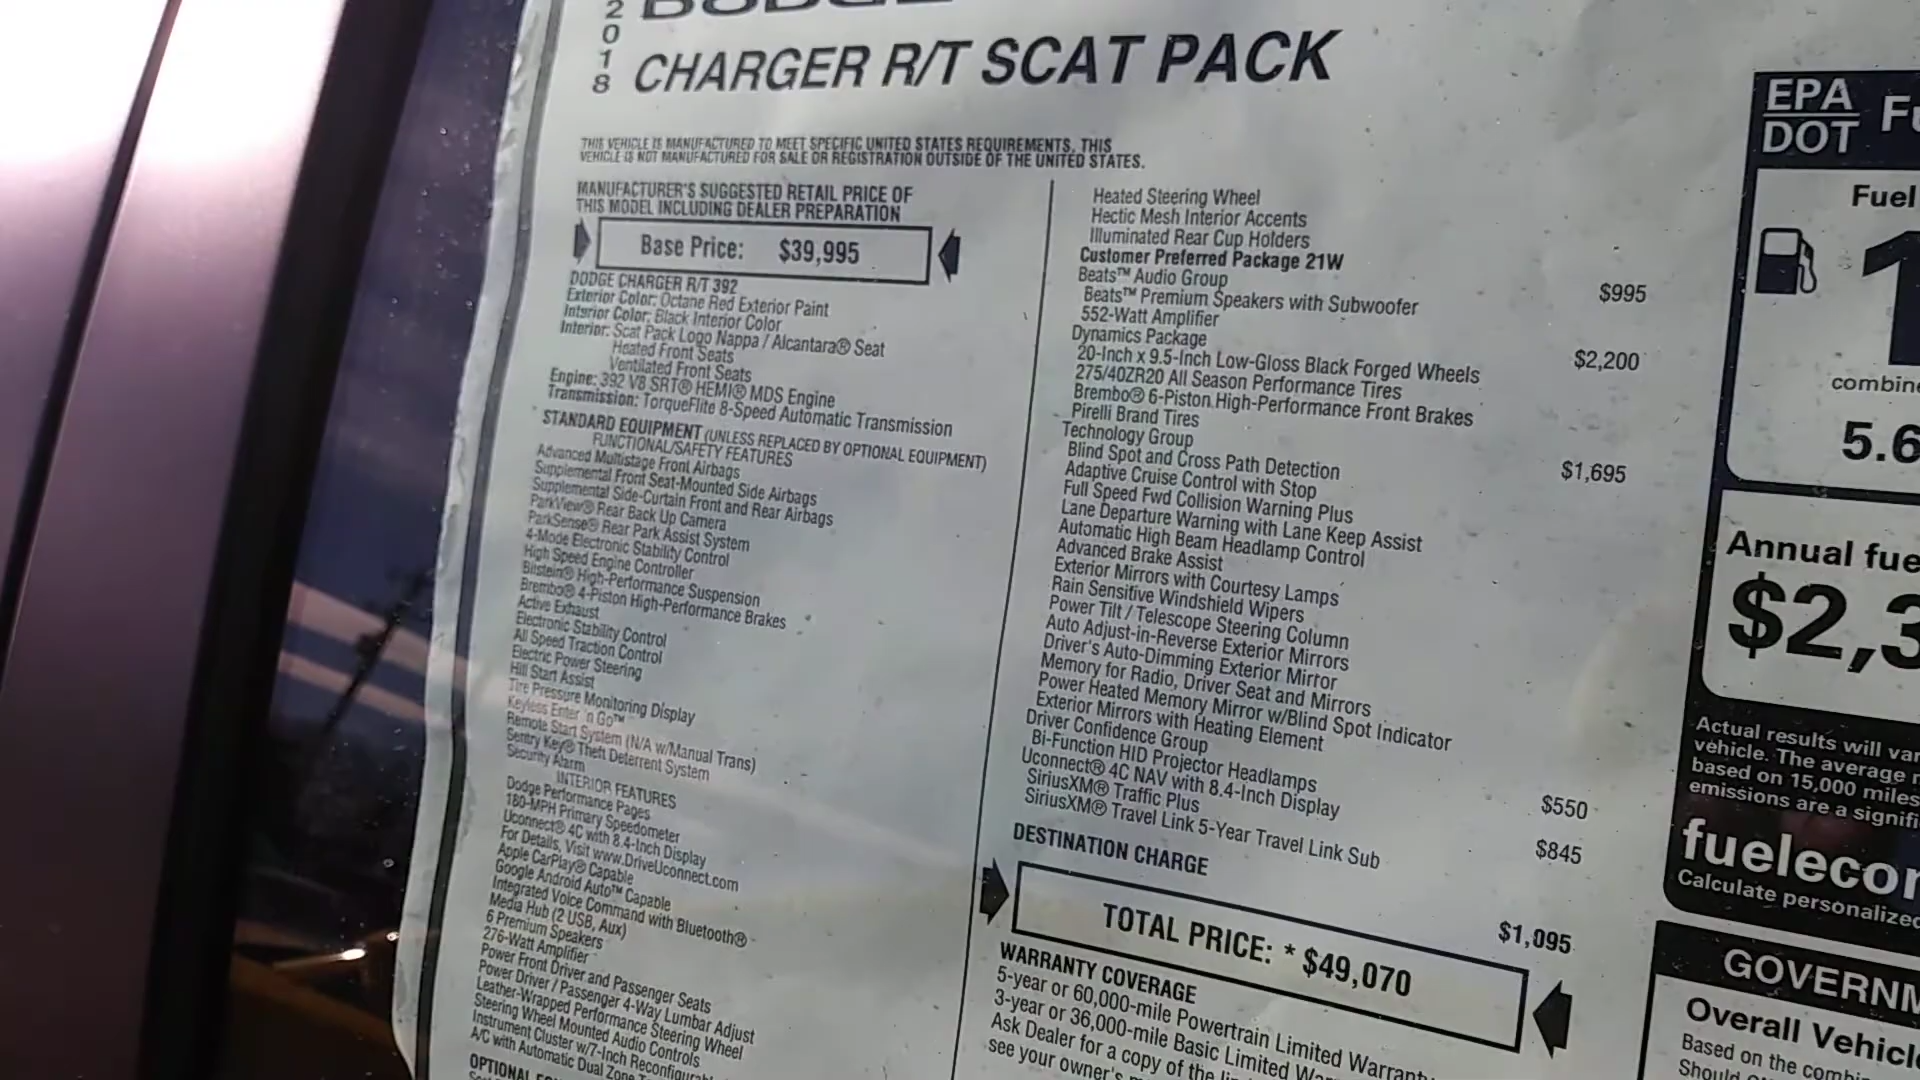 2018
DODGE
CHARGER R/T SCAT PACK
THIS VEHICLE IS MANUFACTURED TO MEET SPECIFIC UNITED STATES REQUIREMENTS, THIS
VEHICLE IS NOT MANUFACTURED FOR SALE OR REGISTRATION OUTSIDE OF THE UNITED STATES.
MANUFACTURER'S SUGGESTED RETAIL PRICE OF
THIS MODEL INCLUDING DEALER PREPARATION
Base Price: $39,995
DODGE CHARGER R/T 392
Exterior Color: Octane Red Exterior Paint
Interior Color: Black Interior Color
Interior: Scat Pack Logo Nappa / Alcantara® Seat
Heated Front Seats
Ventilated Front Seats
Engine: 392 V8 SRT® HEMI® MDS Engine
Transmission: TorqueFlite 8-Speed Automatic Transmission
STANDARD EQUIPMENT (UNLESS REPLACED BY OPTIONAL EQUIPMENT)
FUNCTIONAL/SAFETY FEATURES
Advanced Multistage Front Airbags
Supplemental Front Seat-Mounted Side Airbags
Supplemental Side-Curtain Front and Rear Airbags
ParkView® Rear Back Up Camera
ParkSense® Rear Park Assist System
4-Mode Electronic Stability Control
High Speed Engine Controller
Bilstein® High-Performance Suspension
Brembo® 4-Piston High-Performance Brakes
Active Exhaust
Electronic Stability Control
All Speed Traction Control
Electric Power Steering
Hill Start Assist
Tire Pressure Monitoring Display
Keyless Enter 'n Go™
Remote Start System (N/A w/Manual Trans)
Sentry Key® Theft Deterrent System
Security Alarm
INTERIOR FEATURES
Dodge Performance Pages
180-MPH Primary Speedometer
Uconnect® 4C with 8.4-Inch Display
For Details, Visit www.DriveUconnect.com
Apple CarPlay® Capable
Google Android Auto™ Capable
Integrated Voice Command with Bluetooth®
Media Hub (2 USB, Aux)
6 Premium Speakers
276-Watt Amplifier
Power Front Driver and Passenger Seats
Power Driver / Passenger 4-Way Lumbar Adjust
Leather-Wrapped Performance Steering Wheel
Steering Wheel Mounted Audio Controls
Instrument Cluster w/7-Inch Reconfigurabl
A/C with Automatic Dual Zone
OPTIONAL
Heated Steering Wheel
Hectic Mesh Interior Accents
Illuminated Rear Cup Holders
Customer Preferred Package 21W
Beats™ Audio Group $995
Beats™ Premium Speakers with Subwoofer
552-Watt Amplifier
Dynamics Package $2,200
20-Inch x 9.5-Inch Low-Gloss Black Forged Wheels
275/40ZR20 All Season Performance Tires
Brembo® 6-Piston High-Performance Front Brakes
Pirelli Brand Tires
Technology Group $1,695
Blind Spot and Cross Path Detection
Adaptive Cruise Control with Stop
Full Speed Fwd Collision Warning Plus
Lane Departure Warning with Lane Keep Assist
Automatic High Beam Headlamp Control
Advanced Brake Assist
Exterior Mirrors with Courtesy Lamps
Rain Sensitive Windshield Wipers
Power Tilt / Telescope Steering Column
Auto Adjust-in-Reverse Exterior Mirrors
Driver's Auto-Dimming Exterior Mirror
Memory for Radio, Driver Seat and Mirrors
Power Heated Memory Mirror w/Blind Spot Indicator
Exterior Mirrors with Heating Element
Driver Confidence Group $550
Bi-Function HID Projector Headlamps
Uconnect® 4C NAV with 8.4-Inch Display $845
SiriusXM® Traffic Plus
SiriusXM® Travel Link 5-Year Travel Link Sub
DESTINATION CHARGE $1,095
TOTAL PRICE: * $49,070
WARRANTY COVERAGE
5-year or 60,000-mile Powertrain Limited Warranty
3-year or 36,000-mile Basic Limited
Ask Dealer for a copy of the
see your owner's
EPA
DOT
Fuel
combine
5.6
Annual fue
$2,3
Actual results will var
vehicle. The average
based on 15,000 miles
emissions are a signifi
fuelecon
Calculate personalized
GOVERNM
Overall Vehicle
Based on the combin
Should